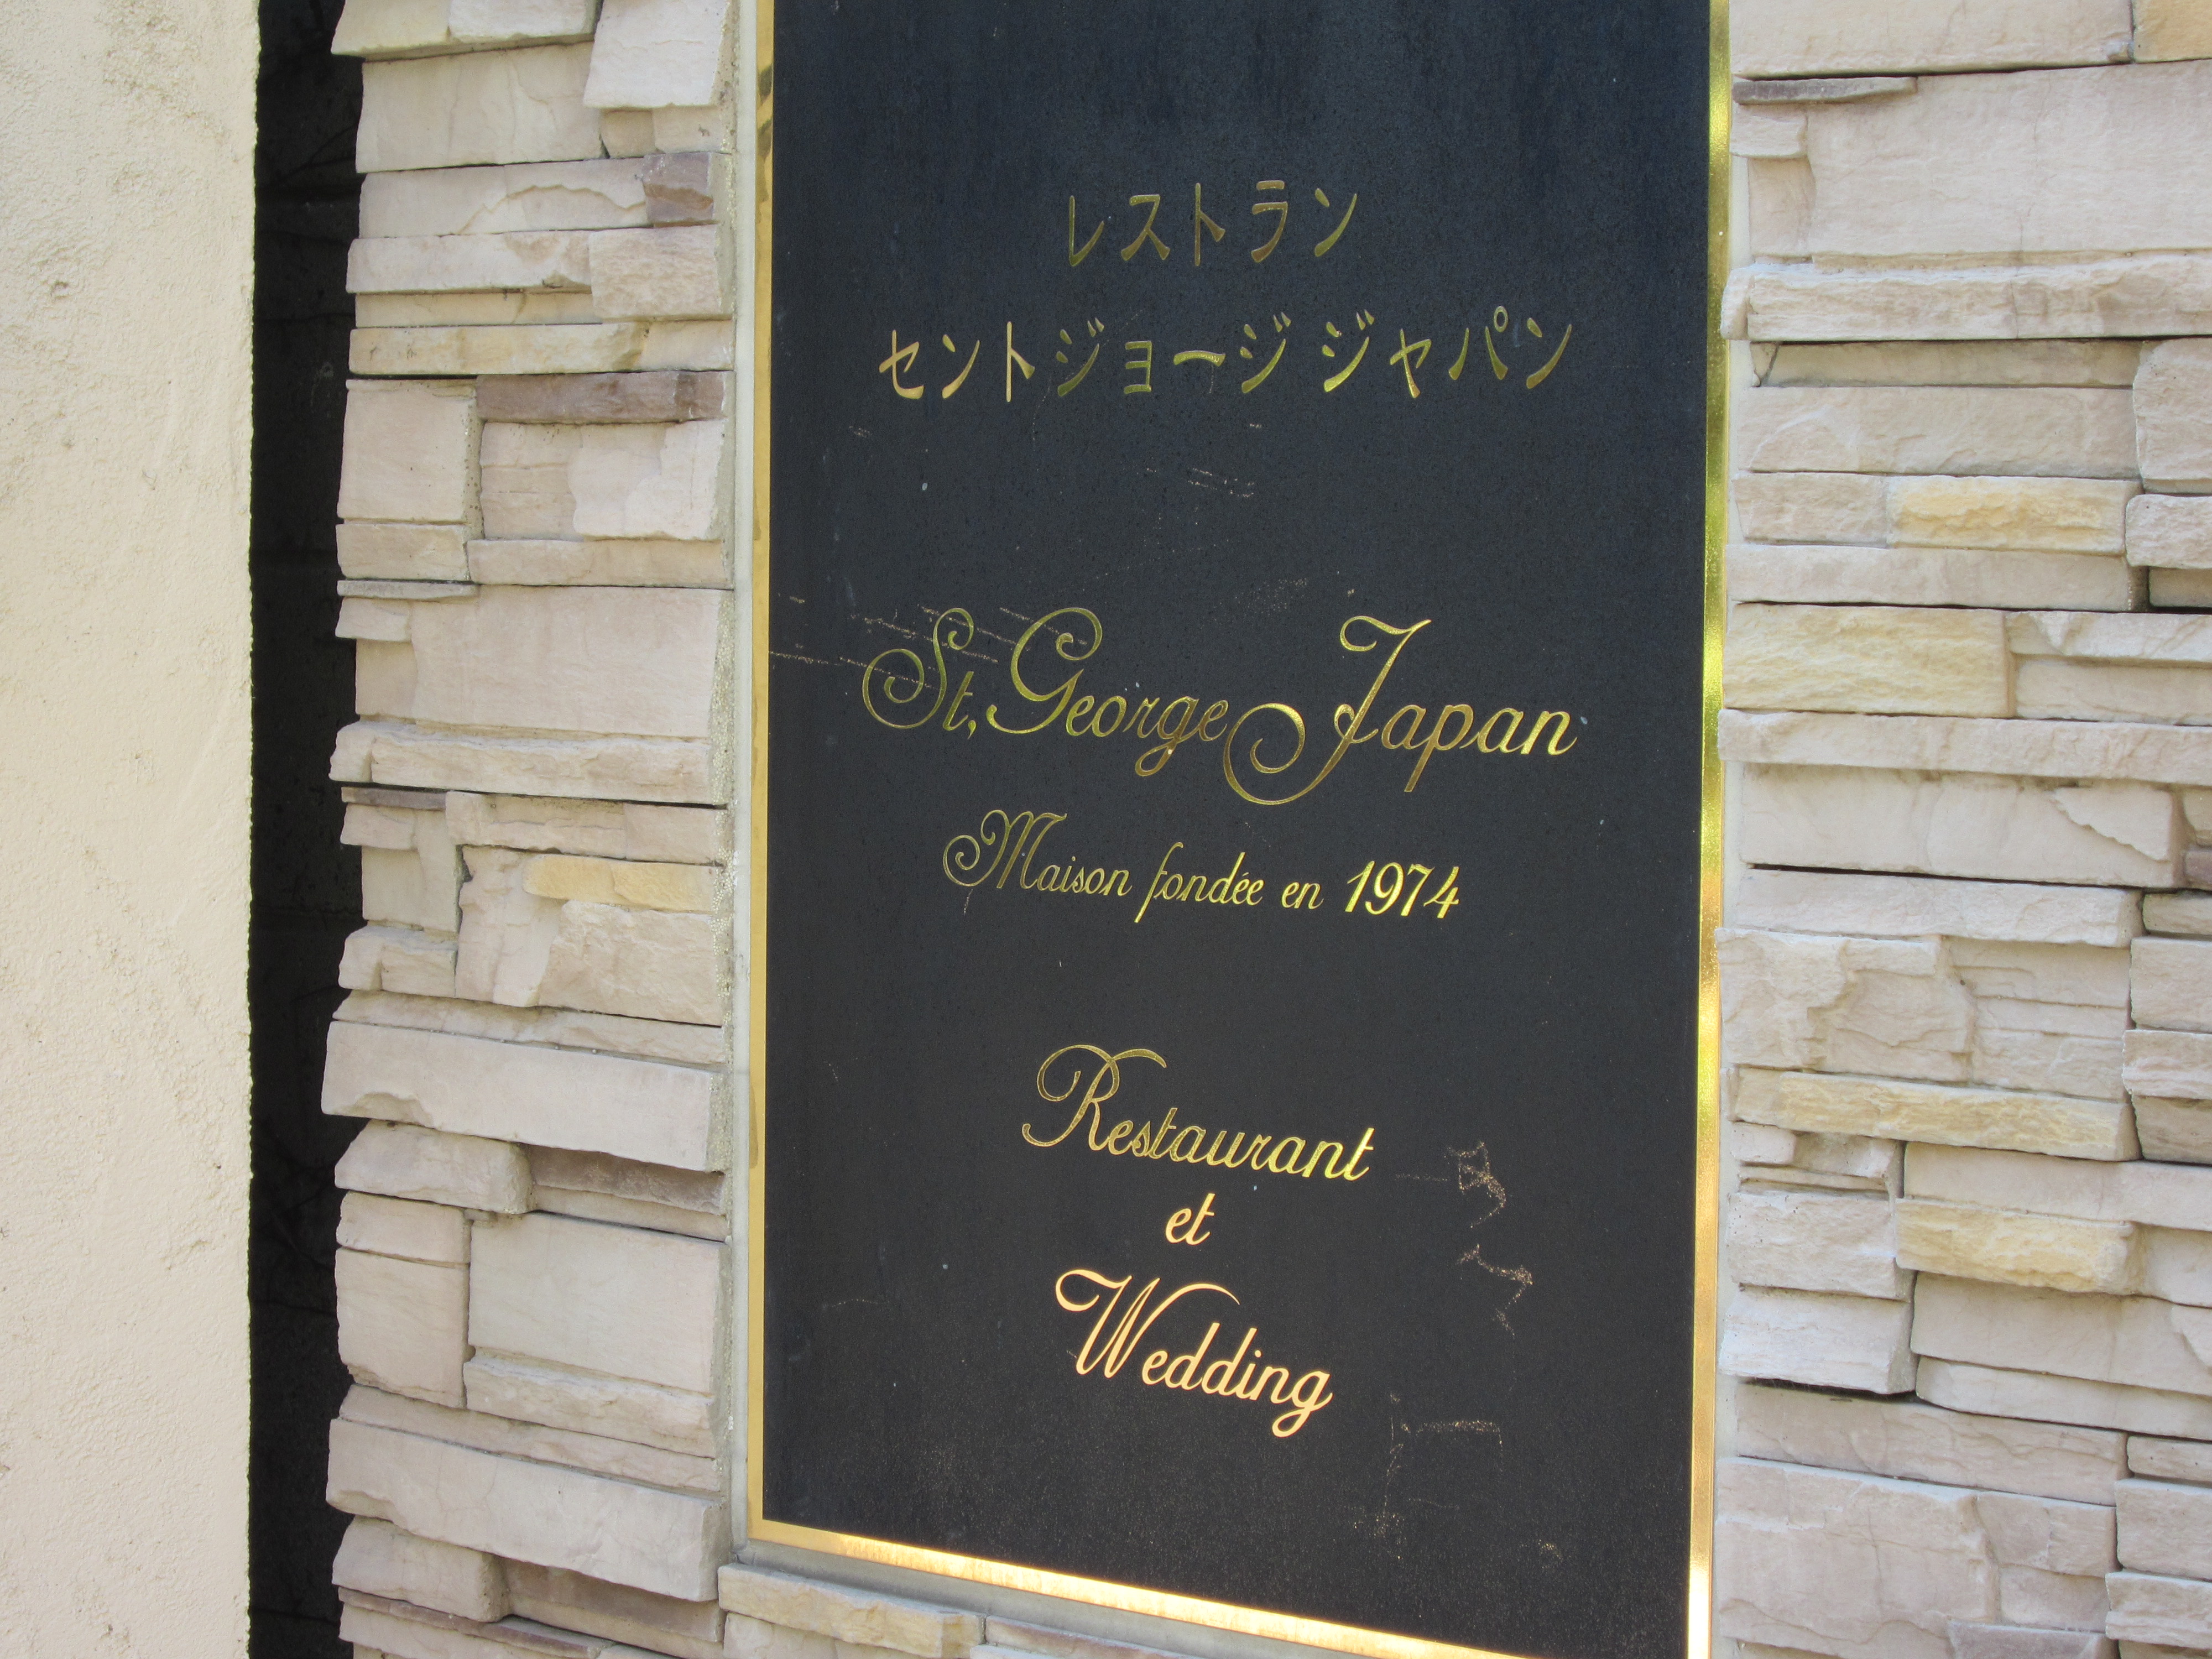 レストラン
セントジョージ ジャパン
St, George Japan
Maison fondée en 1974
Restaurant
et
Wedding